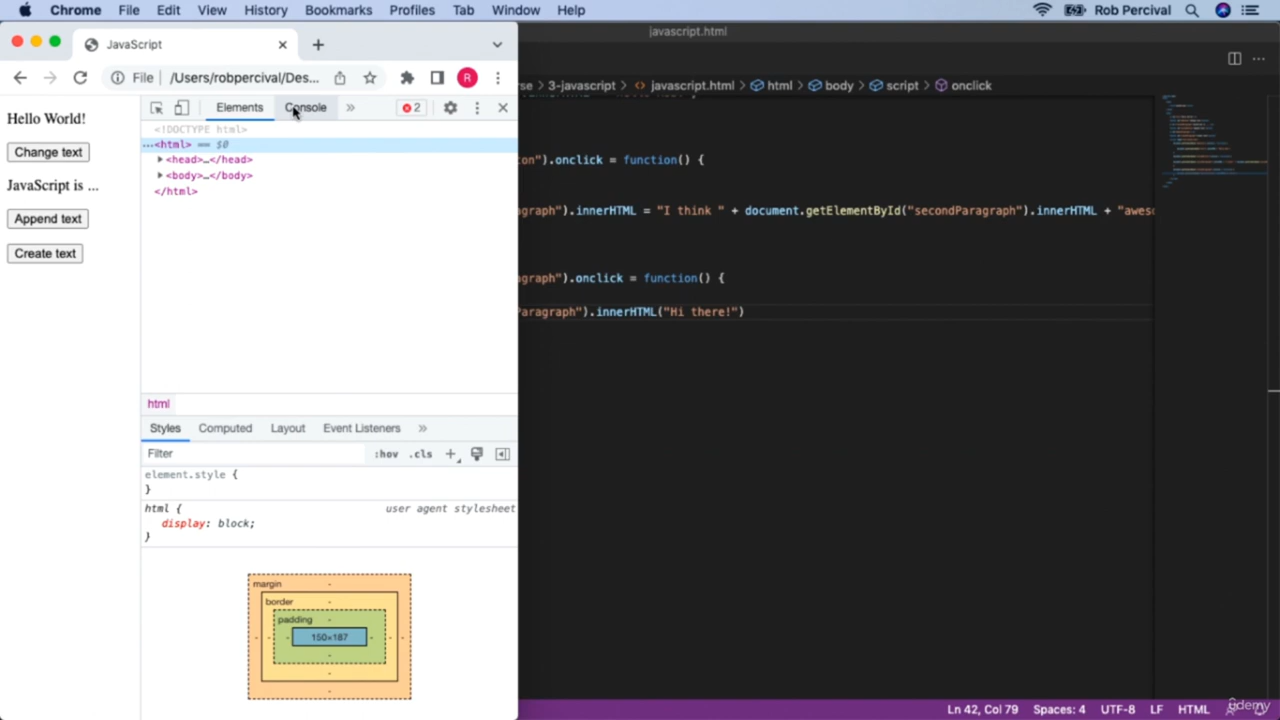 Chrome File Edit View History Bookmarks Profiles Tab Window Help Rob Percival
JavaScript
File /Users/robpercival/Des... R
Hello World!
Change text
JavaScript is ...
Append text
Create text
Elements Console 2
<!DOCTYPE html>
...<html> == $0
<head>…</head>
<body>…</body>
</html>
html
Styles Computed Layout Event Listeners
Filter :hov .cls
element.style {
}
html { user agent stylesheet
display: block;
}
margin -
border -
padding -
- - - 150×187 - - -
-
-
-
javascript.html
se > 3-javascript > javascript.html > html > body > script > onclick
on").onclick = function() {
agraph").innerHTML = "I think " + document.getElementById("secondParagraph").innerHTML + "awesc
agraph").onclick = function() {
Paragraph").innerHTML("Hi there!")
Ln 42, Col 79 Spaces: 4 UTF-8 LF HTML
ûdemy